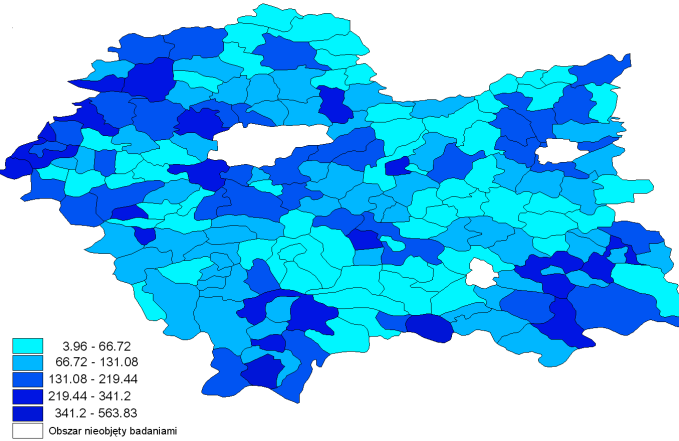 3.96 - 66.72
66.72 - 131.08
131.08 - 219.44
219.44 - 341.2
341.2 - 563.83
Obszar nieobjęty badaniami